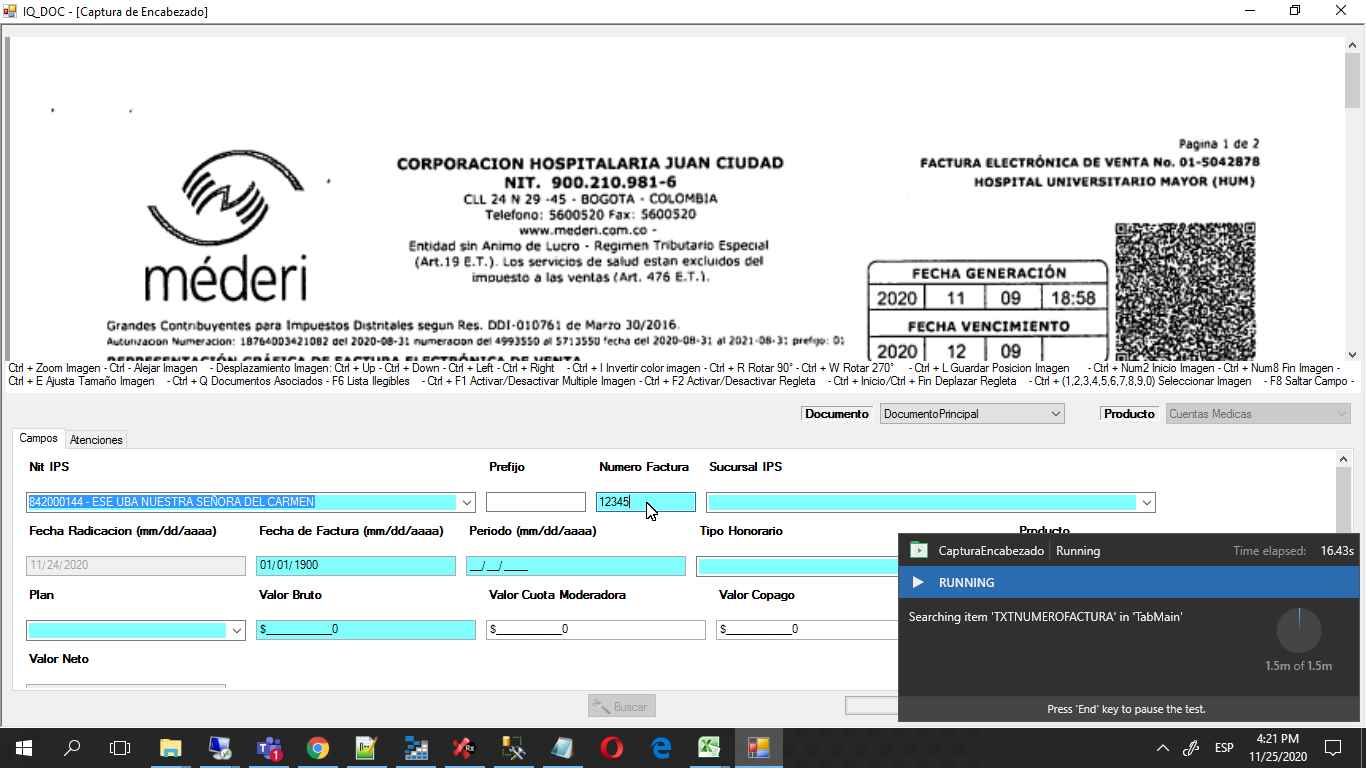 IQ_DOC - [Captura de Encabezado]
Pagina 1 de 2
CORPORACION HOSPITALARIA JUAN CIUDAD
FACTURA ELECTRÓNICA DE VENTA No. 01-5042878
NIT. 900.210.981-6
HOSPITAL UNIVERSITARIO MAYOR (HUM)
CLL 24 N 29 -45 - BOGOTA - COLOMBIA
Telefono: 5600520 Fax: 5600520
www.mederi.com.co -
Entidad sin Animo de Lucro - Regimen Tributario Especial
(Art.19 E.T.). Los servicios de salud estan excluidos del
impuesto a las ventas (Art. 476 E.T.).
méderi
FECHA GENERACIÓN
2020 11 09 18:58
FECHA VENCIMIENTO
2020 12 09
Grandes Contribuyentes para Impuestos Distritales segun Res. DDI-010761 de Marzo 30/2016.
Autorizacion Numeracion: 18764003421082 del 2020-08-31 numeracion del 4993550 al 5713550 fecha del 2020-08-31 al 2021-08-31 prefijo: 01
REPRESENTACIÓN GRÁFICA DE FACTURA ELECTRÓNICA DE VENTA
Ctrl + Zoom Imagen - Ctrl - Alejar Imagen - Desplazamiento Imagen: Ctrl + Up - Ctrl + Down - Ctrl + Left - Ctrl + Right - Ctrl + I Invertir color imagen - Ctrl + R Rotar 90° - Ctrl + W Rotar 270° - Ctrl + L Guardar Posicion Imagen - Ctrl + Num2 Inicio Imagen - Ctrl + Num8 Fin Imagen -
Ctrl + E Ajusta Tamaño Imagen - Ctrl + Q Documentos Asociados - F6 Lista Ilegibles - Ctrl + F1 Activar/Desactivar Multiple Imagen - Ctrl + F2 Activar/Desactivar Regleta - Ctrl + Inicio/Ctrl + Fin Deplazar Regleta - Ctrl + (1,2,3,4,5,6,7,8,9,0) Seleccionar Imagen - F8 Saltar Campo -
Documento DocumentoPrincipal Producto Cuentas Medicas
Campos Atenciones
Nit IPS Prefijo Numero Factura Sucursal IPS
842000144 - ESE UBA NUESTRA SEÑORA DEL CARMEN 12345
Fecha Radicacion (mm/dd/aaaa) Fecha de Factura (mm/dd/aaaa) Periodo (mm/dd/aaaa) Tipo Honorario Producto
11/24/2020 01/01/1900 __/__/____
Plan Valor Bruto Valor Cuota Moderadora Valor Copago
$___________0 $___________0 $___________0
Valor Neto
Buscar
CapturaEncabezado Running Time elapsed: 16.43s
RUNNING
Searching item 'TXTNUMEROFACTURA' in 'TabMain'
1.5m of 1.5m
Press 'End' key to pause the test.
1
Rx
ESP
4:21 PM
11/25/2020